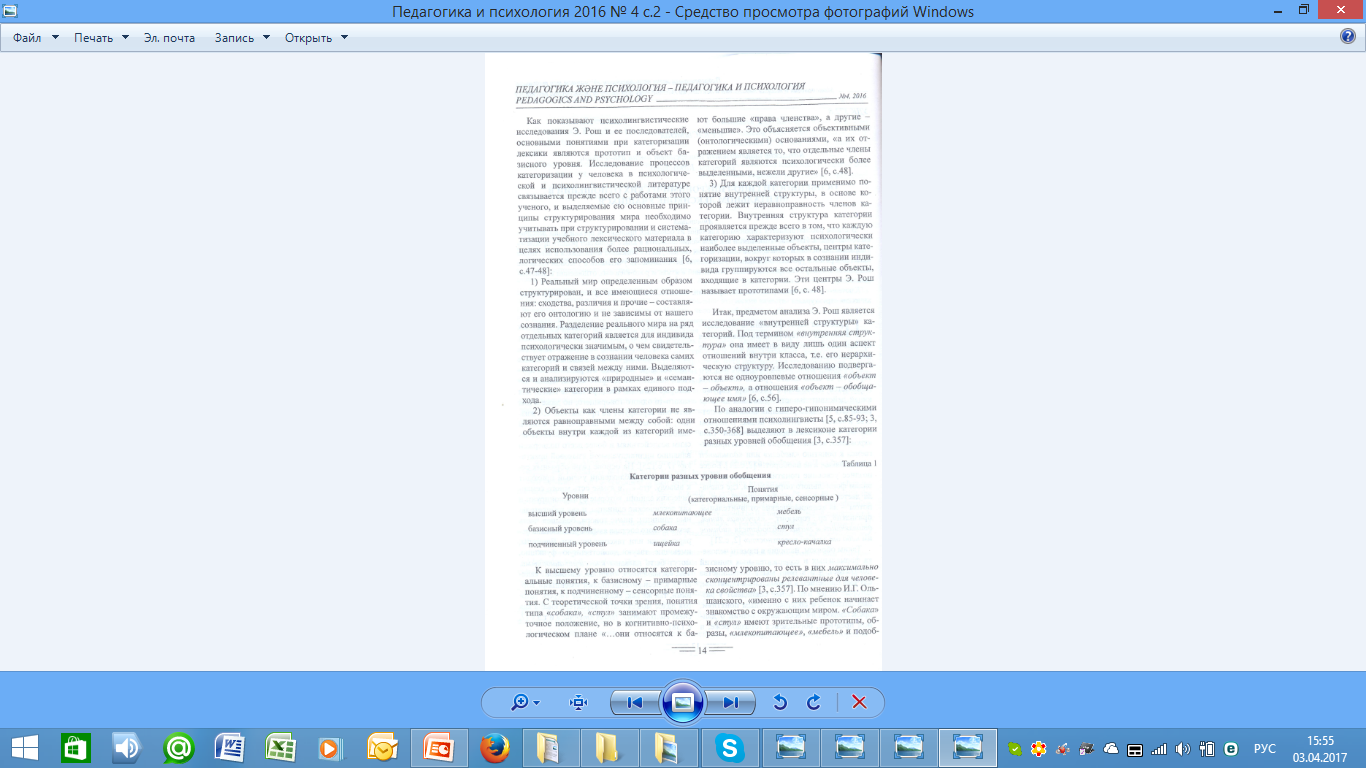 Педагогика и психология 2016 № 4 с.2 - Средство просмотра фотографий Windows
Файл Печать Эл. почта Запись Открыть
ПЕДАГОГИКА ЖӘНЕ ПСИХОЛОГИЯ – ПЕДАГОГИКА И ПСИХОЛОГИЯ
PEDAGOGICS AND PSYCHOLOGY №4, 2016
Как показывают психолингвистические
исследования Э. Рош и ее последователей,
основными понятиями при категоризации
лексики являются прототип и объект ба-
зисного уровня. Исследование процессов
категоризации у человека в психологиче-
ской и психолингвистической литературе
связывается прежде всего с работами этого
ученого, и выделяемые ею основные прин-
ципы структурирования мира необходимо
учитывать при структурировании и система-
тизации учебного лексического материала в
целях использования более рациональных,
логических способов его запоминания [6,
с.47-48]:
1) Реальный мир определенным образом
структурирован, и все имеющиеся отноше-
ния: сходства, различия и прочие – составля-
ют его онтологию и не зависимы от нашего
сознания. Разделение реального мира на ряд
отдельных категорий является для индивида
психологически значимым, о чем свидетель-
ствует отражение в сознании человека самих
категорий и связей между ними. Выделяют-
ся и анализируются «природные» и «семан-
тические» категории в рамках единого под-
хода.
2) Объекты как члены категории не яв-
ляются равноправными между собой: одни
объекты внутри каждой из категорий име-
ют большие «права членства», а другие –
«меньшие». Это объясняется объективными
(онтологическими) основаниями, «а их от-
ражением является то, что отдельные члены
категорий являются психологически более
выделенными, нежели другие» [6, с.48].
3) Для каждой категории применимо по-
нятие внутренней структуры, в основе ко-
торой лежит неравноправность членов ка-
тегории. Внутренняя структура категории
проявляется прежде всего в том, что каждую
категорию характеризуют психологически
наиболее выделенные объекты, центры кате-
горизации, вокруг которых в сознании инди-
вида группируются все остальные объекты,
входящие в категории. Эти центры Э. Рош
называет прототипами [6, с. 48].
Итак, предметом анализа Э. Рош является
исследование «внутренней структуры» ка-
тегорий. Под термином «внутренняя струк-
тура» она имеет в виду лишь один аспект
отношений внутри класса, т.е. его иерархи-
ческую структуру. Исследованию подверга-
ются не одноуровневые отношения «объект
– объект», а отношения «объект – обобща-
ющее имя» [6, с.56].
По аналогии с гиперо-гипонимическими
отношениями психолингвисты [5, с.85-93; 3,
с.350-368] выделяют в лексиконе категории
разных уровней обобщения [3, с.357]:
Таблица 1
Категории разных уровни обобщения
Уровни Понятия
(категориальные, примарные, сенсорные )
высший уровень млекопитающее мебель
базисный уровень собака стул
подчиненный уровень ищейка кресло-качалка
К высшему уровню относятся категори-
альные понятия, к базисному – примарные
понятия, к подчиненному – сенсорные поня-
тия. С теоретической точки зрения, понятия
типа «собака», «стул» занимают промежу-
точное положение, но в когнитивно-психо-
логическом плане «…они относятся к ба-
зисному уровню, то есть в них максимально
сконцентрированы релевантные для челове-
ка свойства» [3, с.357]. По мнению И.Г. Оль-
шанского, «именно с них ребенок начинает
знакомство с окружающим миром. «Собака»
и «стул» имеют зрительные прототипы, об-
разы, «млекопитающее», «мебель» и подоб-
14
РУС
15:55
03.04.2017